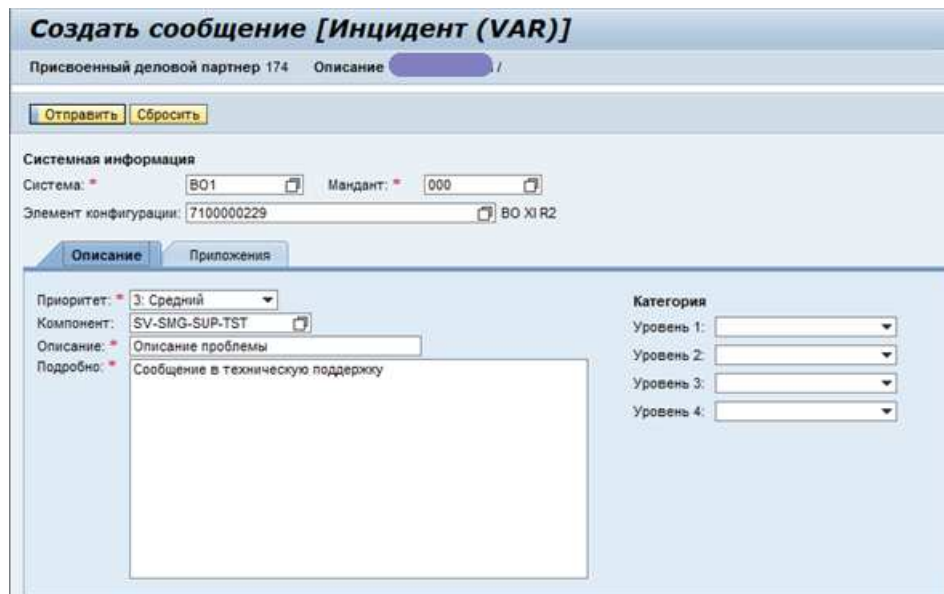 Создать сообщение [Инцидент (VAR)]
Присвоенный деловой партнер 174 Описание /
Отправить Сбросить
Системная информация
Система: * BO1 Мандант: * 000
Элемент конфигурации: 7100000229 BO XI R2
Описание Приложения
Приоритет: * 3: Средний
Компонент: SV-SMG-SUP-TST
Описание: * Описание проблемы
Подробно: * Сообщение в техническую поддержку
Категория
Уровень 1:
Уровень 2:
Уровень 3:
Уровень 4: